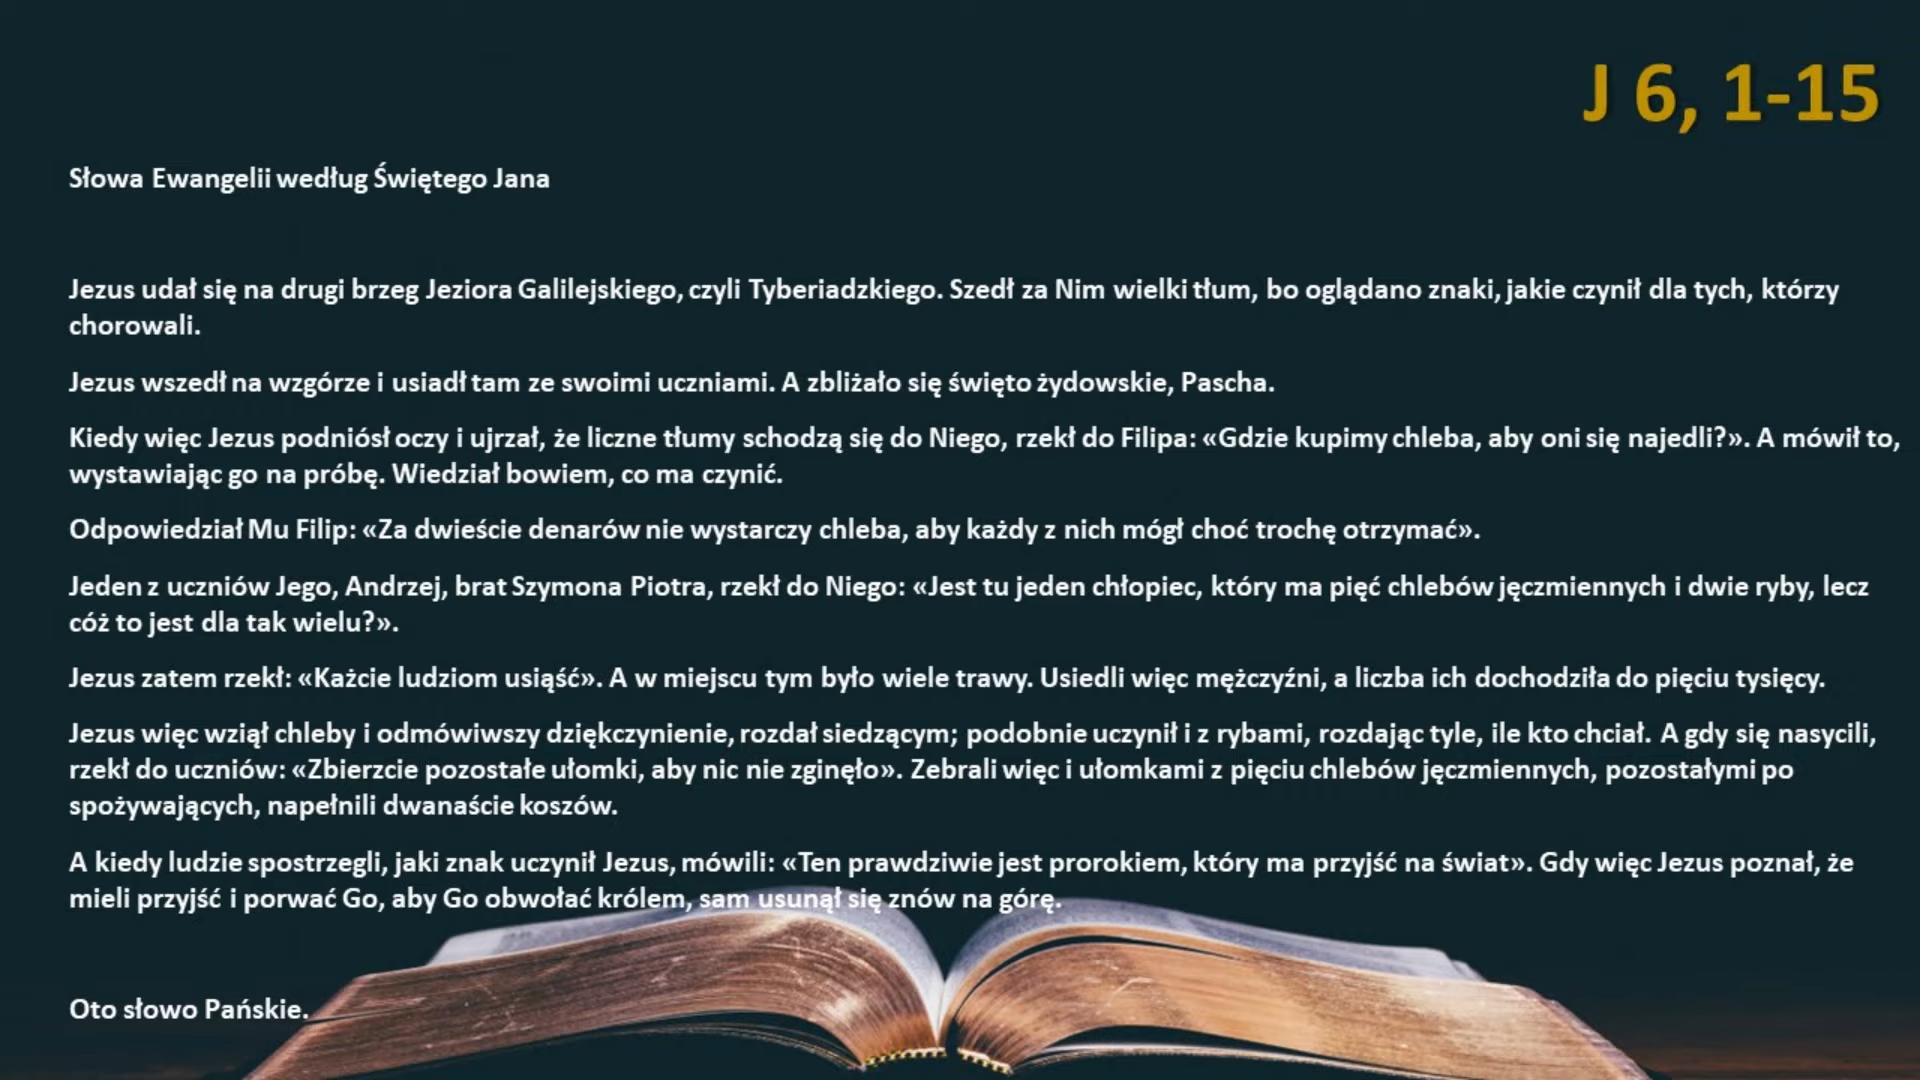 J 6, 1-15
Słowa Ewangelii według Świętego Jana
Jezus udał się na drugi brzeg Jeziora Galilejskiego, czyli Tyberiadzkiego. Szedł za Nim wielki tłum, bo oglądano znaki, jakie czynił dla tych, którzy
chorowali.
Jezus wszedł na wzgórze i usiadł tam ze swoimi uczniami. A zbliżało się święto żydowskie, Pascha.
Kiedy więc Jezus podniósł oczy i ujrzał, że liczne tłumy schodzą się do Niego, rzekł do Filipa: «Gdzie kupimy chleba, aby oni się najedli?». A mówił to,
wystawiając go na próbę. Wiedział bowiem, co ma czynić.
Odpowiedział Mu Filip: «Za dwieście denarów nie wystarczy chleba, aby każdy z nich mógł choć trochę otrzymać».
Jeden z uczniów Jego, Andrzej, brat Szymona Piotra, rzekł do Niego: «Jest tu jeden chłopiec, który ma pięć chlebów jęczmiennych i dwie ryby, lecz
cóż to jest dla tak wielu?».
Jezus zatem rzekł: «Każcie ludziom usiąść». A w miejscu tym było wiele trawy. Usiedli więc mężczyźni, a liczba ich dochodziła do pięciu tysięcy.
Jezus więc wziął chleby i odmówiwszy dziękczynienie, rozdał siedzącym; podobnie uczynił i z rybami, rozdając tyle, ile kto chciał. A gdy się nasycili,
rzekł do uczniów: «Zbierzcie pozostałe ułomki, aby nic nie zginęło». Zebrali więc i ułomkami z pięciu chlebów jęczmiennych, pozostałymi po
spożywających, napełnili dwanaście koszów.
A kiedy ludzie spostrzegli, jaki znak uczynił Jezus, mówili: «Ten prawdziwie jest prorokiem, który ma przyjść na świat». Gdy więc Jezus poznał, że
mieli przyjść i porwać Go, aby Go obwołać królem, sam usunął się znów na górę.
Oto słowo Pańskie.